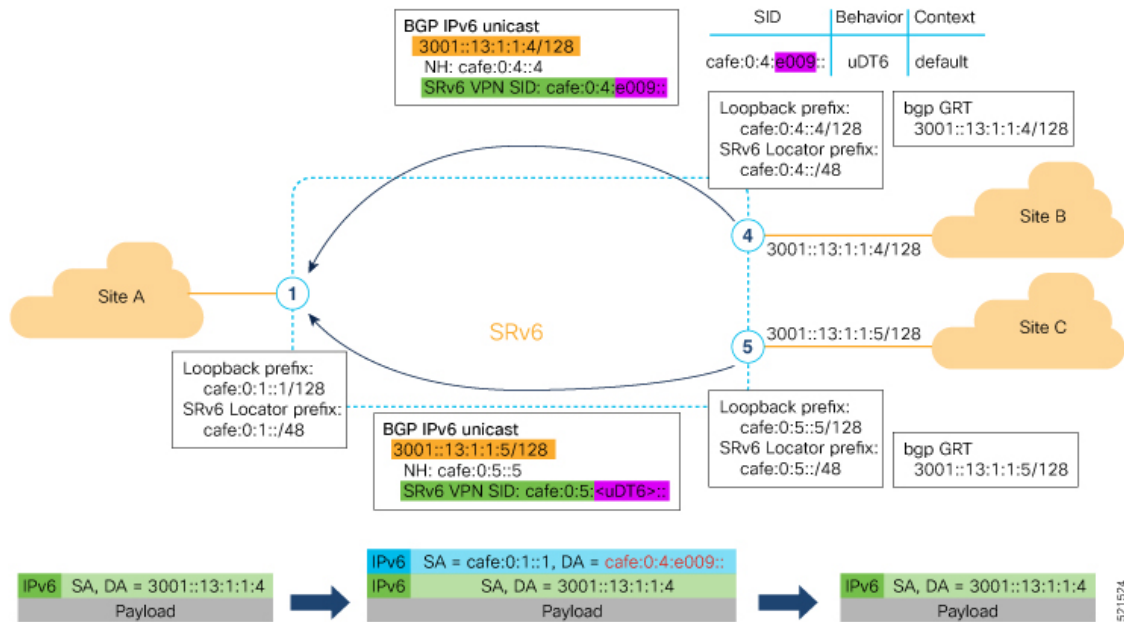 BGP IPv6 unicast
3001::13:1:1:4/128
NH: cafe:0:4::4
SRv6 VPN SID: cafe:0:4:e009::
SID Behavior Context
cafe:0:4:e009:: uDT6 default
Loopback prefix:
cafe:0:4::4/128
SRv6 Locator prefix:
cafe:0:4::/48
bgp GRT
3001::13:1:1:4/128
Site A
1
SRv6
4
3001::13:1:1:4/128
Site B
5
3001::13:1:1:5/128
Site C
Loopback prefix:
cafe:0:1::1/128
SRv6 Locator prefix:
cafe:0:1::/48
BGP IPv6 unicast
3001::13:1:1:5/128
NH: cafe:0:5::5
SRv6 VPN SID: cafe:0:5:<uDT6>::
Loopback prefix:
cafe:0:5::5/128
SRv6 Locator prefix:
cafe:0:5::/48
bgp GRT
3001::13:1:1:5/128
IPv6 SA, DA = 3001::13:1:1:4
Payload
IPv6 SA = cafe:0:1::1, DA = cafe:0:4:e009::
IPv6 SA, DA = 3001::13:1:1:4
Payload
IPv6 SA, DA = 3001::13:1:1:4
Payload
521524